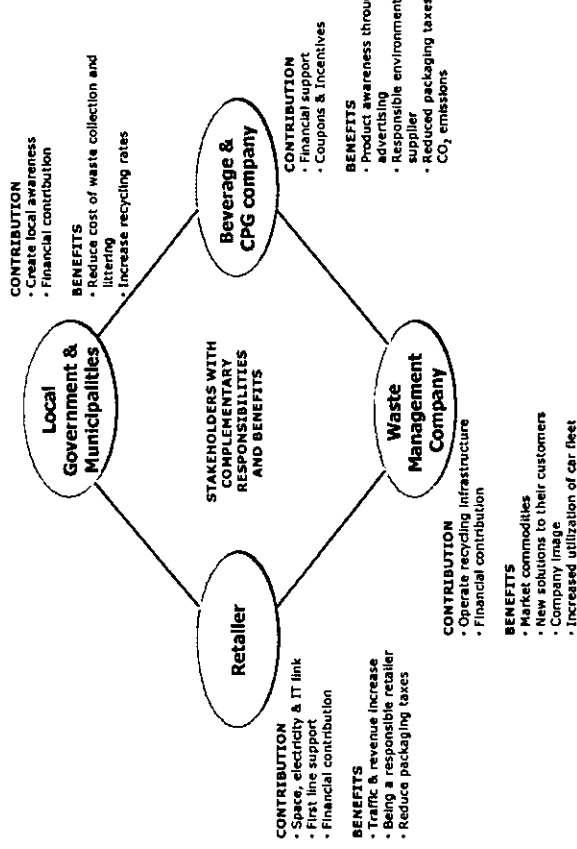 Local
Government &
Municipalities
CONTRIBUTION
• Create local awareness
• Financial contribution
BENEFITS
• Reduce cost of waste collection and
littering
• Increase recycling rates
Retailer
CONTRIBUTION
• Space, electricity & IT link
• First line support
• Financial contribution
BENEFITS
• Traffic & revenue increase
• Being a responsible retailer
• Reduce packaging taxes
STAKEHOLDERS WITH
COMPLEMENTARY
RESPONSIBILITIES
AND BENEFITS
Beverage &
CPG company
CONTRIBUTION
• Financial support
• Coupons & Incentives
BENEFITS
• Product awareness throu
advertising
• Responsible environment
supplier
• Reduced packaging taxes
CO₂ emissions
Waste
Management
Company
CONTRIBUTION
• Operate recycling infrastructure
• Financial contribution
BENEFITS
• Market commodities
• New solutions to their customers
• Company image
• Increased utilization of car fleet